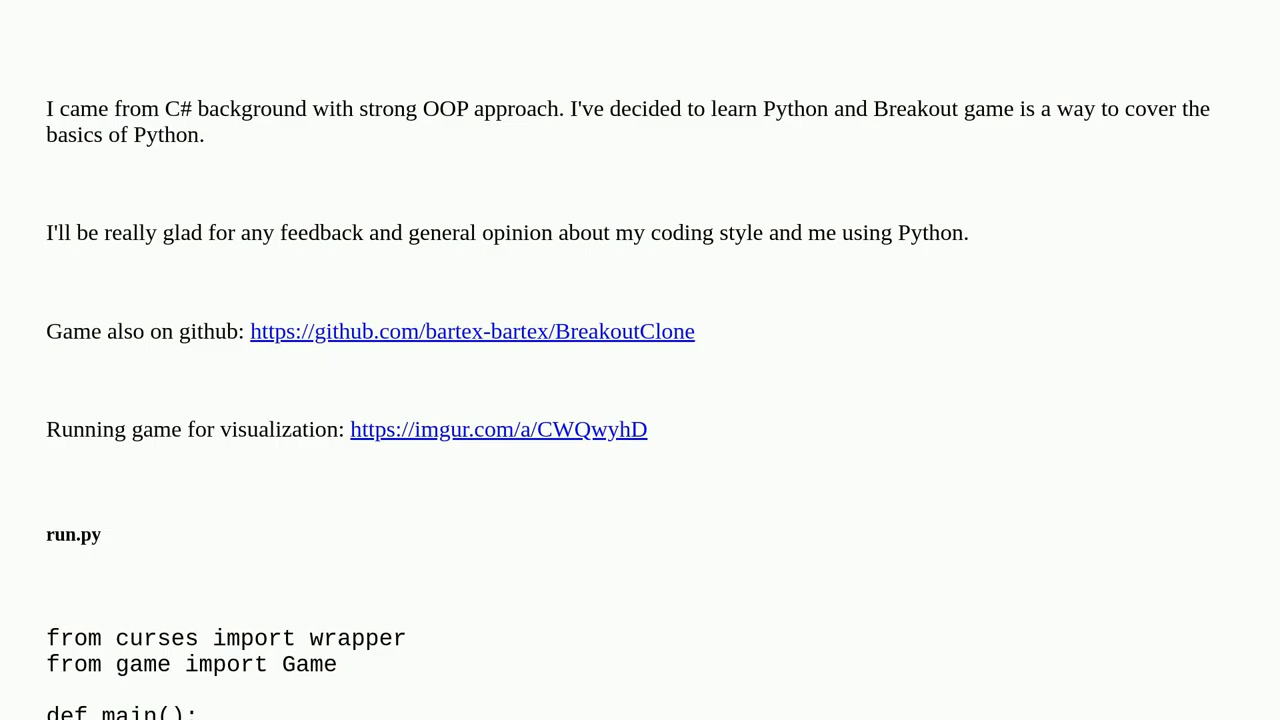 I came from C# background with strong OOP approach. I've decided to learn Python and Breakout game is a way to cover the
basics of Python.
I'll be really glad for any feedback and general opinion about my coding style and me using Python.
Game also on github: https://github.com/bartex-bartex/BreakoutClone
Running game for visualization: https://imgur.com/a/CWQwyhD
run.py
from curses import wrapper
from game import Game
def main():